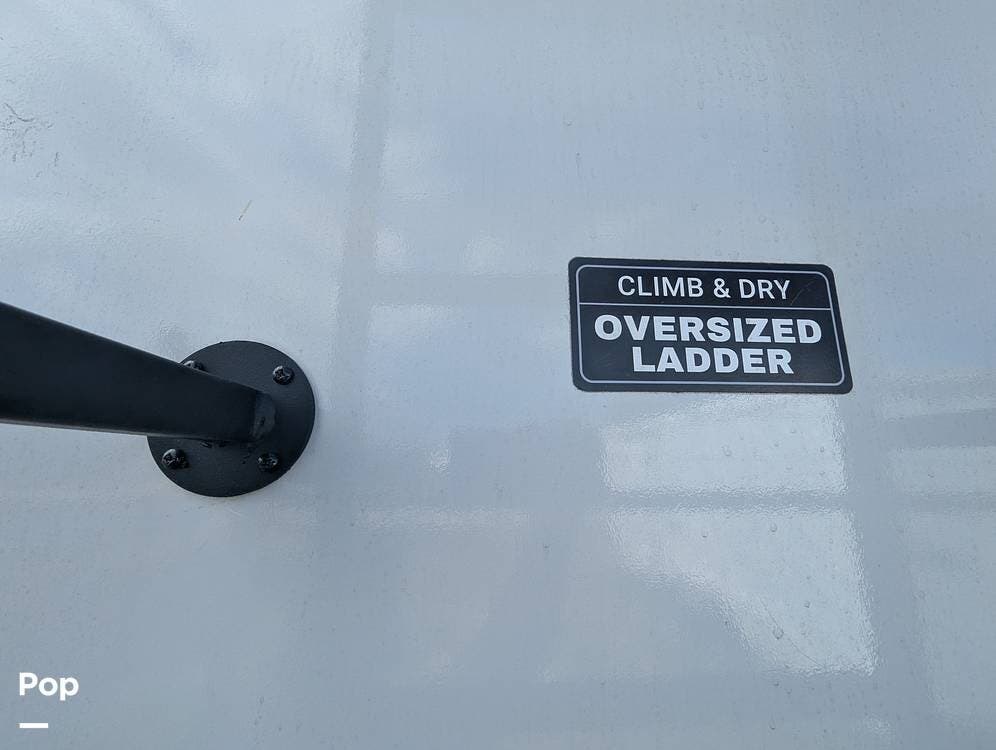 CLIMB & DRY
OVERSIZED
LADDER
Pop